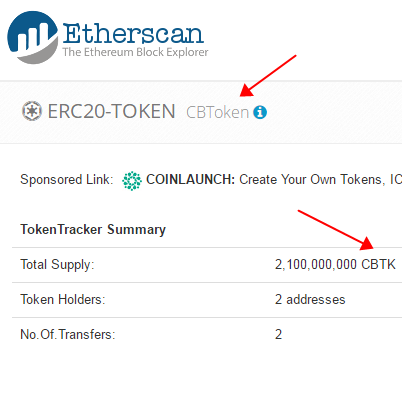 Etherscan
The Ethereum Block Explorer
ERC20-TOKEN CBToken
Sponsored Link: COINLAUNCH: Create Your Own Tokens, IC
TokenTracker Summary
Total Supply: 2,100,000,000 CBTK
Token Holders: 2 addresses
No.Of.Transfers: 2